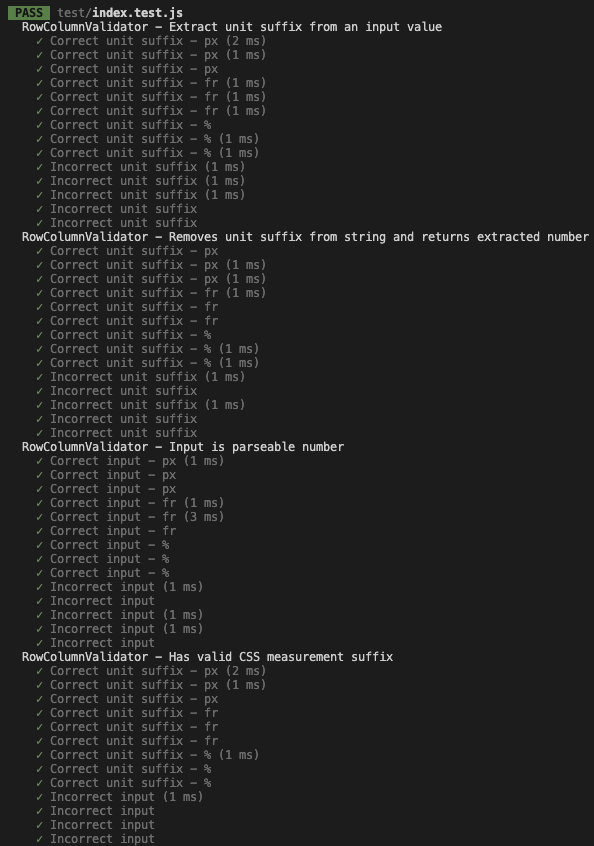 PASS test/index.test.js
RowColumnValidator – Extract unit suffix from an input value
✓ Correct unit suffix – px (2 ms)
✓ Correct unit suffix – px (1 ms)
✓ Correct unit suffix – px
✓ Correct unit suffix – fr (1 ms)
✓ Correct unit suffix – fr (1 ms)
✓ Correct unit suffix – fr (1 ms)
✓ Correct unit suffix – %
✓ Correct unit suffix – % (1 ms)
✓ Correct unit suffix – % (1 ms)
✓ Incorrect unit suffix (1 ms)
✓ Incorrect unit suffix (1 ms)
✓ Incorrect unit suffix (1 ms)
✓ Incorrect unit suffix
✓ Incorrect unit suffix
RowColumnValidator – Removes unit suffix from string and returns extracted number
✓ Correct unit suffix – px
✓ Correct unit suffix – px (1 ms)
✓ Correct unit suffix – px (1 ms)
✓ Correct unit suffix – fr (1 ms)
✓ Correct unit suffix – fr
✓ Correct unit suffix – fr
✓ Correct unit suffix – %
✓ Correct unit suffix – % (1 ms)
✓ Correct unit suffix – % (1 ms)
✓ Incorrect unit suffix (1 ms)
✓ Incorrect unit suffix
✓ Incorrect unit suffix (1 ms)
✓ Incorrect unit suffix
✓ Incorrect unit suffix
RowColumnValidator – Input is parseable number
✓ Correct input – px (1 ms)
✓ Correct input – px
✓ Correct input – px
✓ Correct input – fr (1 ms)
✓ Correct input – fr (3 ms)
✓ Correct input – fr
✓ Correct input – %
✓ Correct input – %
✓ Correct input – %
✓ Incorrect input (1 ms)
✓ Incorrect input
✓ Incorrect input (1 ms)
✓ Incorrect input (1 ms)
✓ Incorrect input
RowColumnValidator – Has valid CSS measurement suffix
✓ Correct unit suffix – px (2 ms)
✓ Correct unit suffix – px (1 ms)
✓ Correct unit suffix – px
✓ Correct unit suffix – fr
✓ Correct unit suffix – fr
✓ Correct unit suffix – fr
✓ Correct unit suffix – % (1 ms)
✓ Correct unit suffix – %
✓ Correct unit suffix – %
✓ Incorrect input (1 ms)
✓ Incorrect input
✓ Incorrect input
✓ Incorrect input